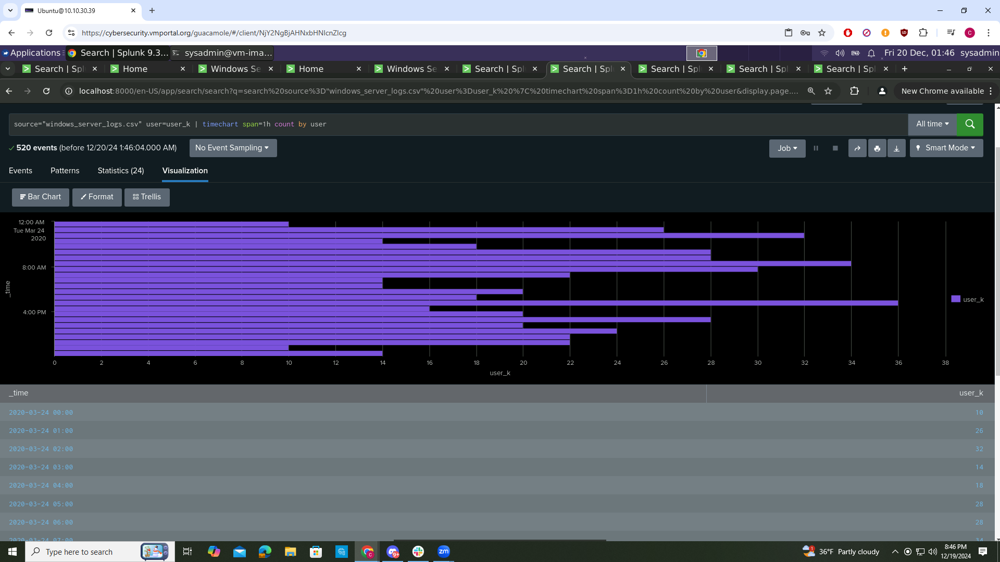 Ubuntu@10.10.30.39
https://cybersecurity.vmportal.org/guacamole/#/client/NjY2NgBjAHNxbHNlcnZlcg
Applications
Search | Splunk 9.3...
sysadmin@vm-ima...
Fri 20 Dec, 01:46
sysadmin
Search | Spl
Home
Windows Se
Home
Windows Se
Search | Spl
Search | Spl
Search | Spl
Search | Spl
Search | Spl
localhost:8000/en-US/app/search/search?q=search%20source%3D"windows_server_logs.csv"%20user%3Duser_k%20%7C%20timechart%20span%3D1h%20count%20by%20user&display.page....
New Chrome available
source="windows_server_logs.csv" user=user_k | timechart span=1h count by user
All time
520 events (before 12/20/24 1:46:04.000 AM)
No Event Sampling
Job
Smart Mode
Events
Patterns
Statistics (24)
Visualization
Bar Chart
Format
Trellis
12:00 AM
Tue Mar 24
2020
8:00 AM
4:00 PM
_time
0 2 4 6 8 10 12 14 16 18 20 22 24 26 28 30 32 34 36 38
user_k
user_k
_time user_k
2020-03-24 00:00 10
2020-03-24 01:00 26
2020-03-24 02:00 32
2020-03-24 03:00 14
2020-03-24 04:00 18
2020-03-24 05:00 28
2020-03-24 06:00 28
2020-03-24 07:00 34
Type here to search
36°F Partly cloudy
8:46 PM
12/19/2024